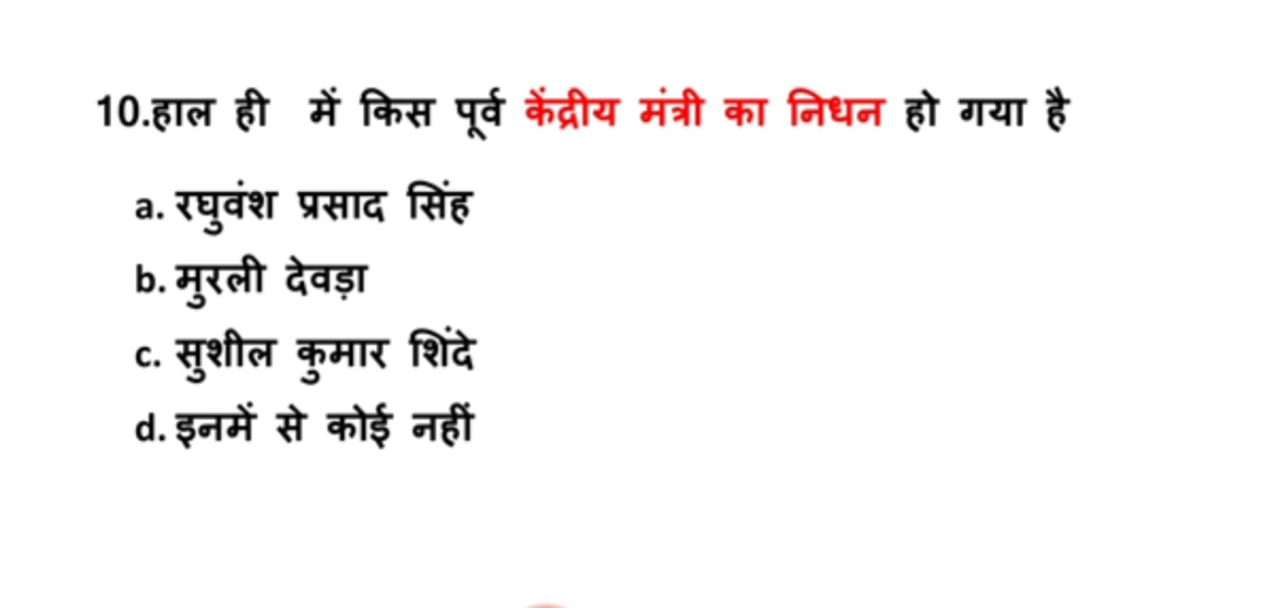 10.हाल ही में किस पूर्व केंद्रीय मंत्री का निधन हो गया है
a. रघुवंश प्रसाद सिंह
b. मुरली देवड़ा
c. सुशील कुमार शिंदे
d. इनमें से कोई नहीं